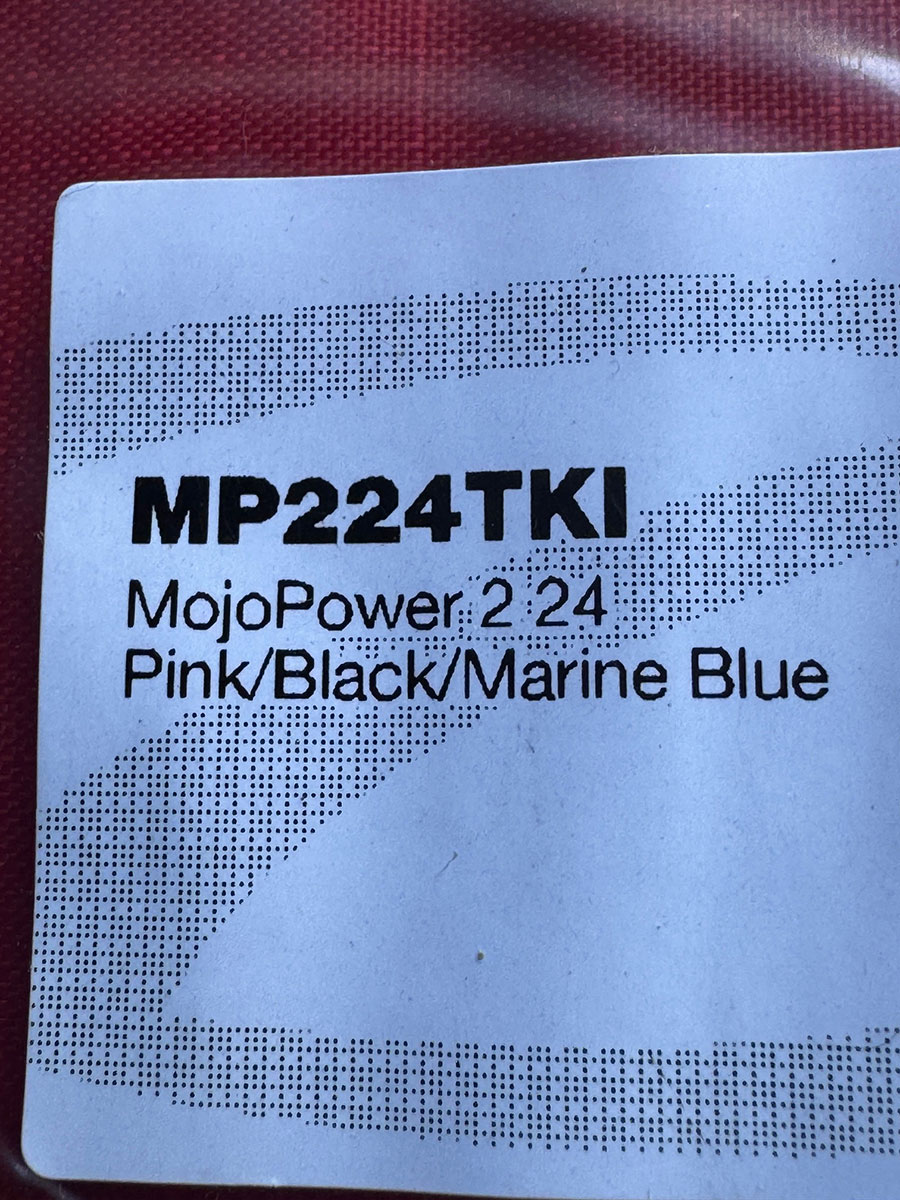 MP224TKI
MojoPower 2 24
Pink/Black/Marine Blue